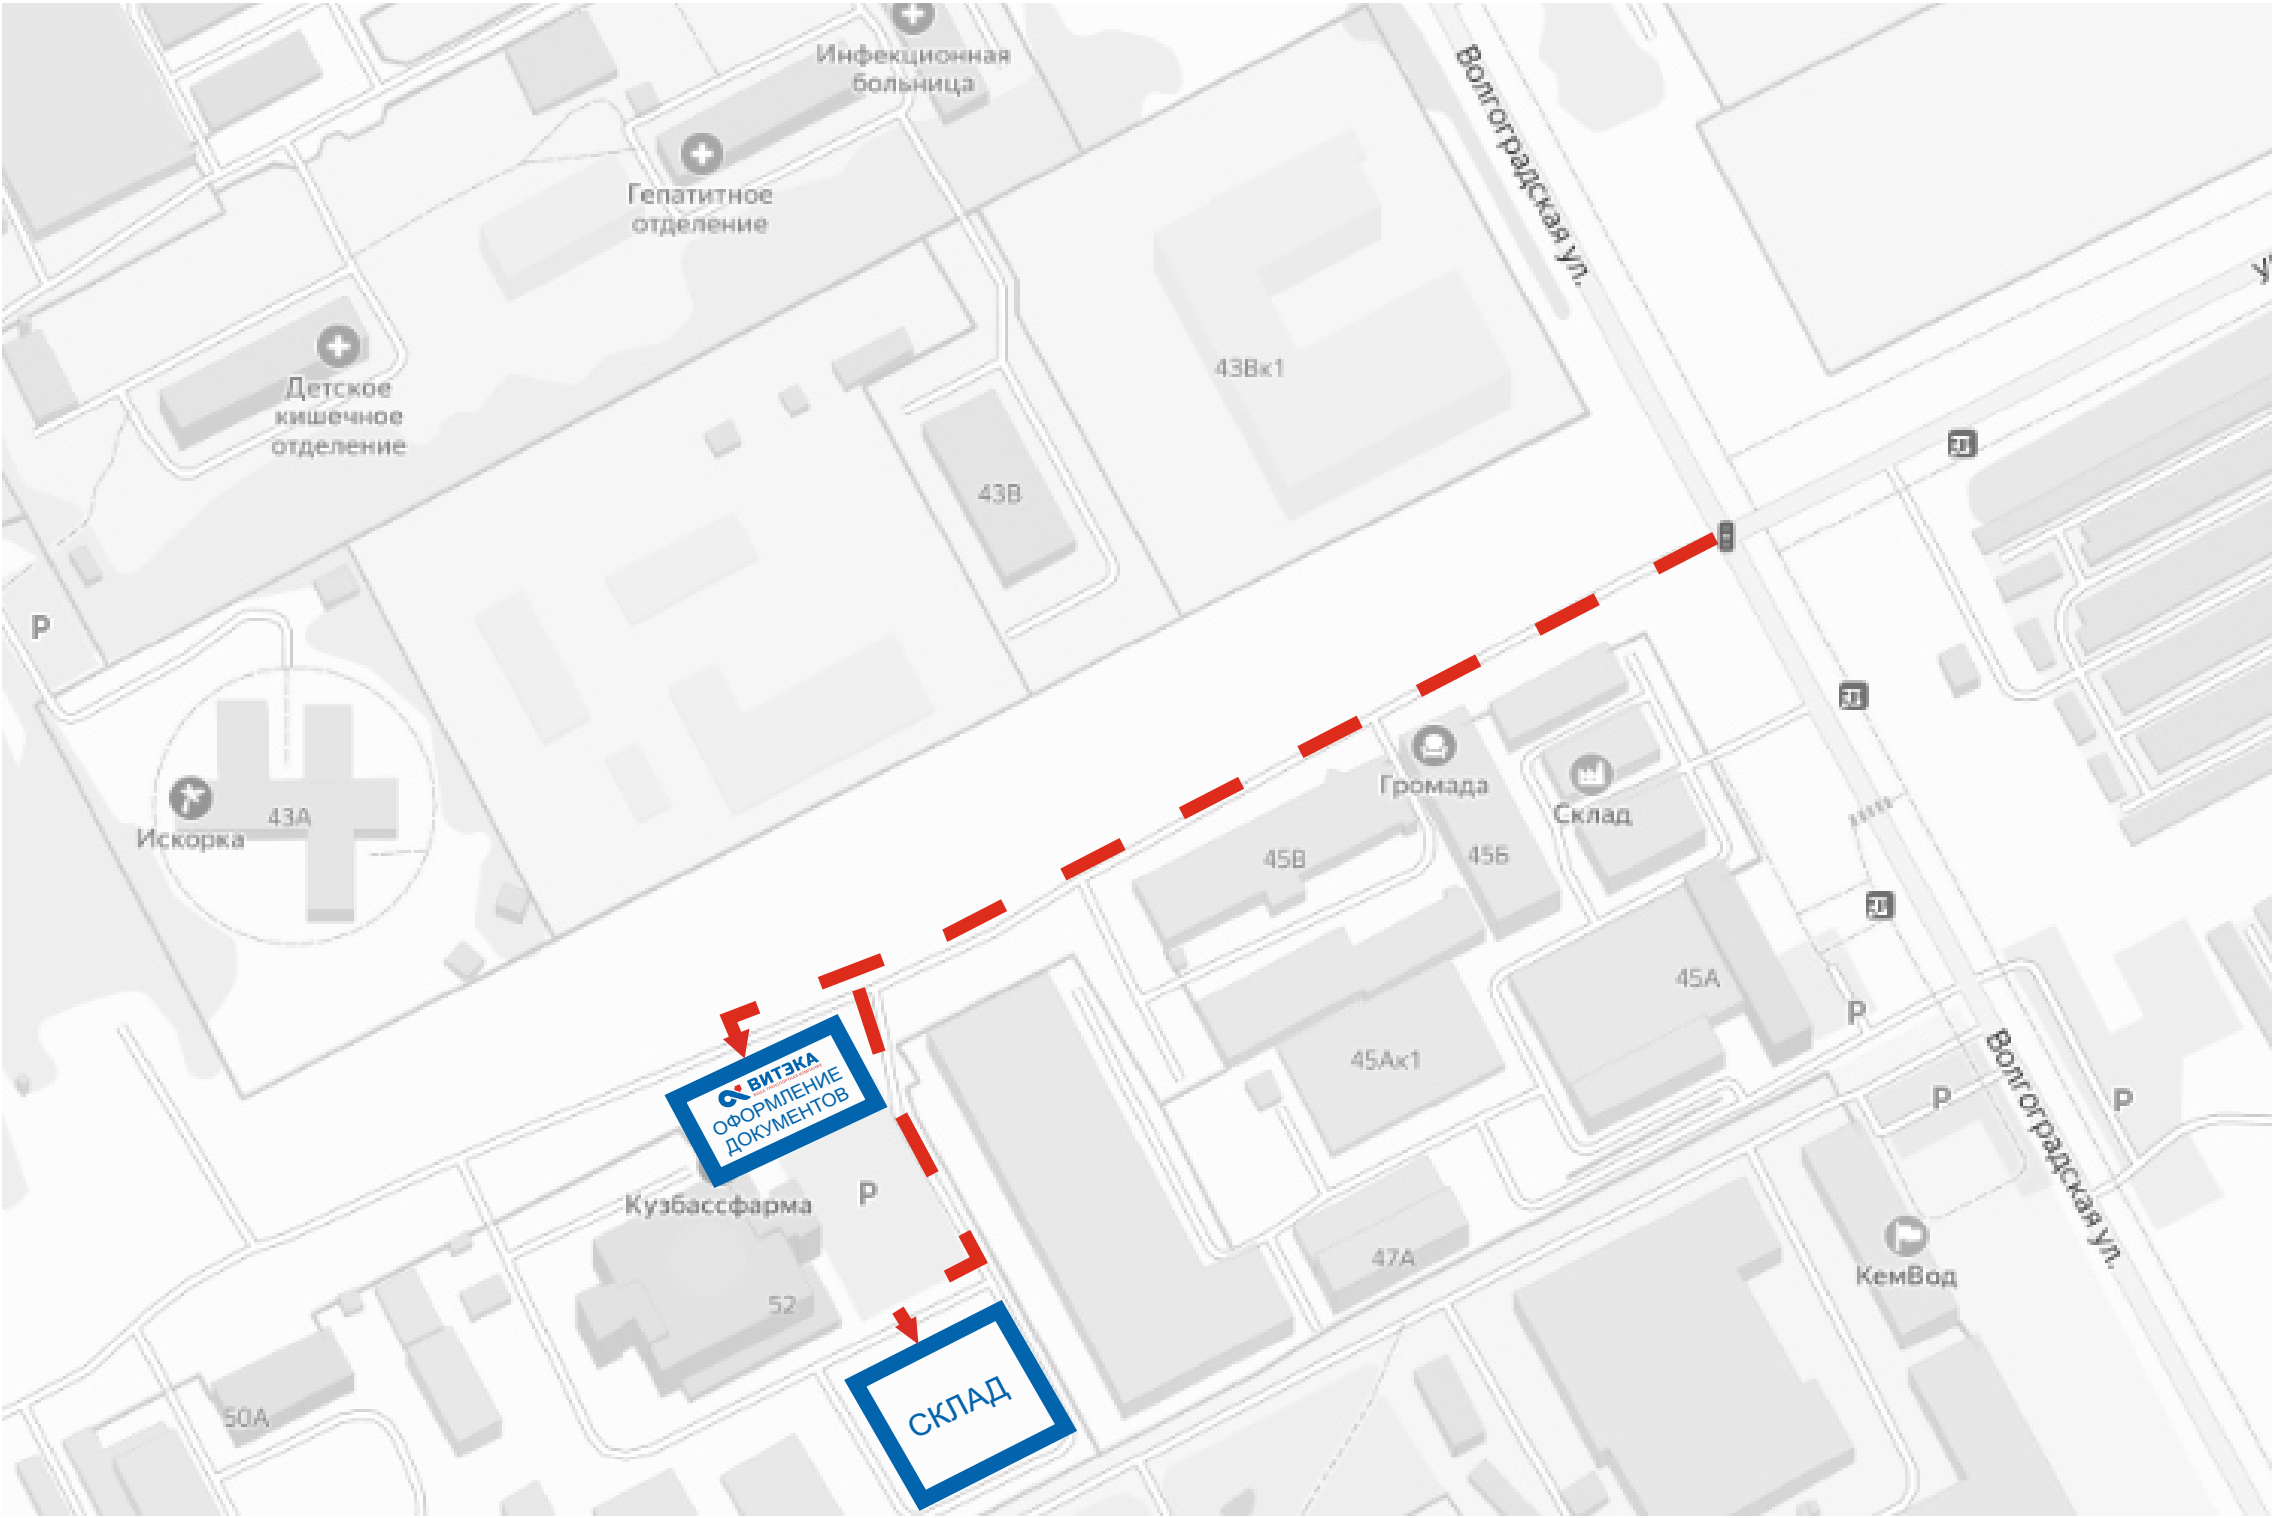 Инфекционная
больница
Волгоградская ул.
Гепатитное
отделение
43Вк1
Детское
кишечное
отделение
43В
Р
Искорка
43А
Громада
Склад
45В
45Б
45А
Р
45Ак1
Волгоградская ул.
Р
Р
ВИТЭКА
ОФОРМЛЕНИЕ
ДОКУМЕНТОВ
Кузбассфарма
Р
52
47А
КемВод
50А
СКЛАД